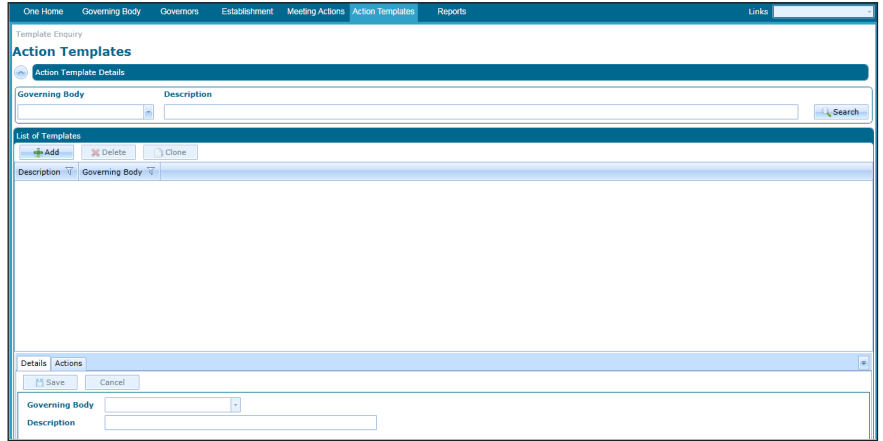 One Home Governing Body Governors Establishment Meeting Actions Action Templates Reports Links
Template Enquiry
Action Templates
Action Template Details
Governing Body Description
Search
List of Templates
Add Delete Clone
Description Governing Body
Details Actions
Save Cancel
Governing Body
Description